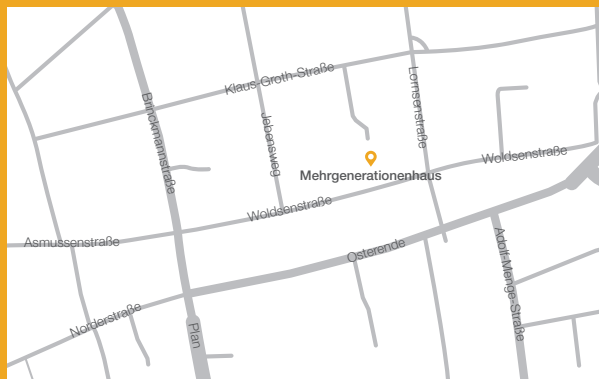 Klaus-Groth-Straße
Brinckmannstraße
Jebensweg
Lornsenstraße
Woldsenstraße
Mehrgenerationenhaus
Woldsenstraße
Asmussenstraße
Osterende
Adolf-Menge-Straße
Norderstraße
Plan